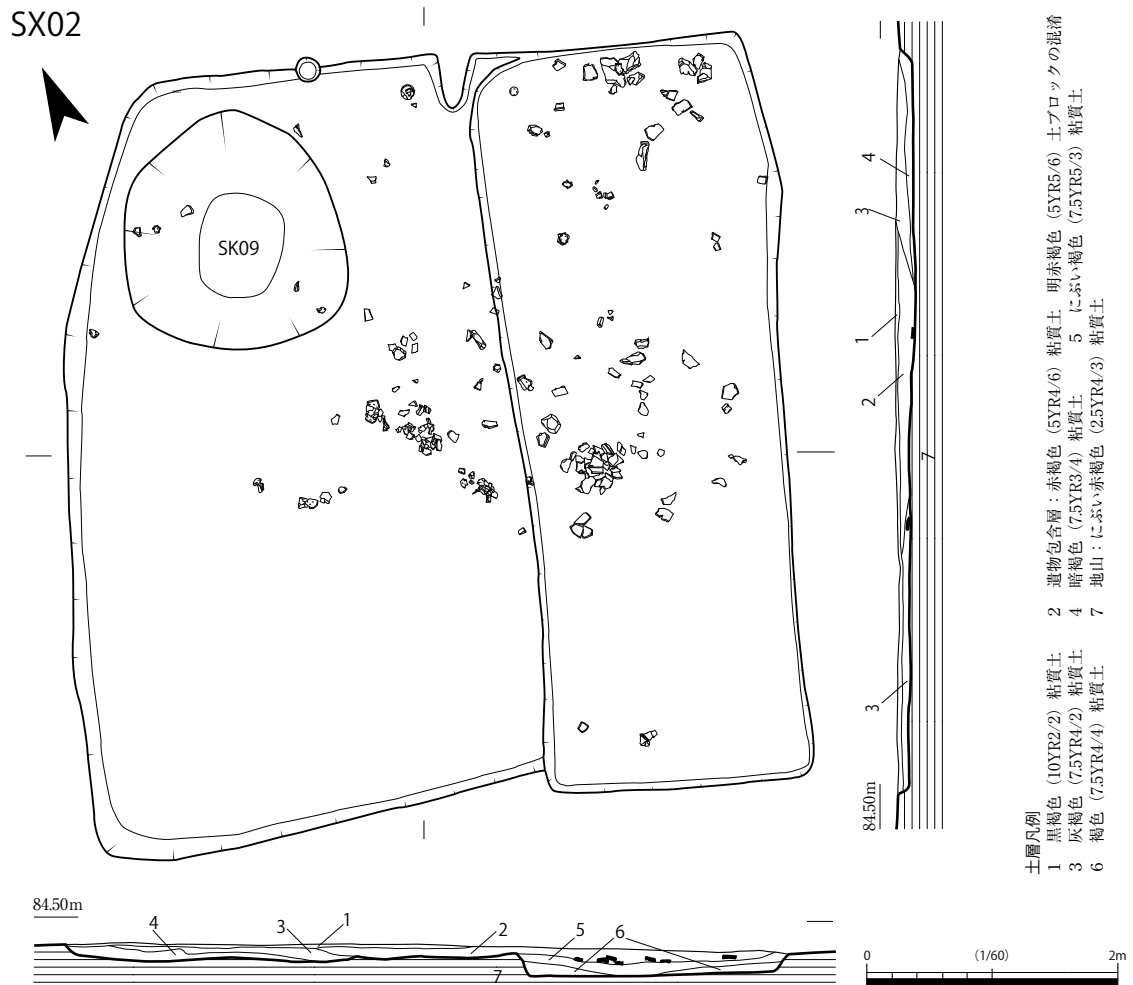 SX02
SK09
4
3
1
2
7
3
84.50m
土層凡例
1 黒褐色（10YR2/2）粘質土 2 遺物包含層：赤褐色（5YR4/6）粘質土 明赤褐色（5YR5/6）土ブロックの混淆
3 灰褐色（7.5YR4/2）粘質土 4 暗褐色（7.5YR3/4）粘質土 5 にぶい褐色（7.5YR5/3）粘質土
6 褐色（7.5YR4/4）粘質土 7 地山：にぶい赤褐色（2.5YR4/3）粘質土
84.50m
4 3 1 2 5 6
7
0 （1/60） 2m